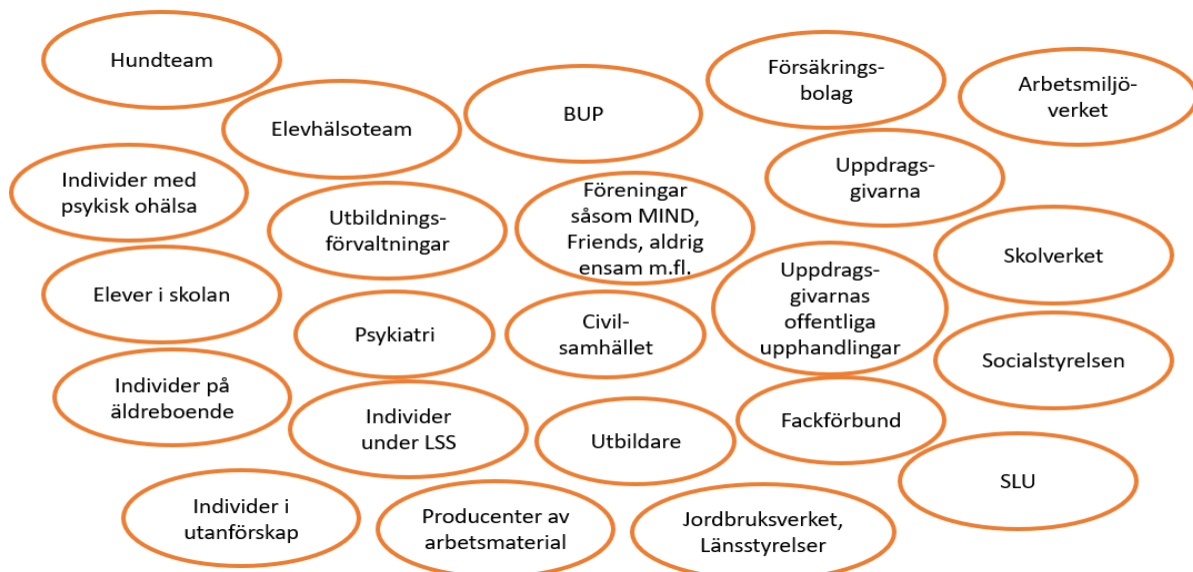 Hundteam
Försäkrings-
bolag
Arbetsmiljö-
verket
Elevhälsoteam
BUP
Individer med
psykisk ohälsa
Utbildnings-
förvaltningar
Föreningar
såsom MIND,
Friends, aldrig
ensam m.fl.
Uppdrags-
givarna
Skolverket
Elever i skolan
Psykiatri
Civil-
samhället
Uppdrags-
givarnas
offentliga
upphandlingar
Socialstyrelsen
Individer på
äldreboende
Individer
under LSS
Utbildare
Fackförbund
SLU
Individer i
utanförskap
Producenter av
arbetsmaterial
Jordbruksverket,
Länsstyrelser